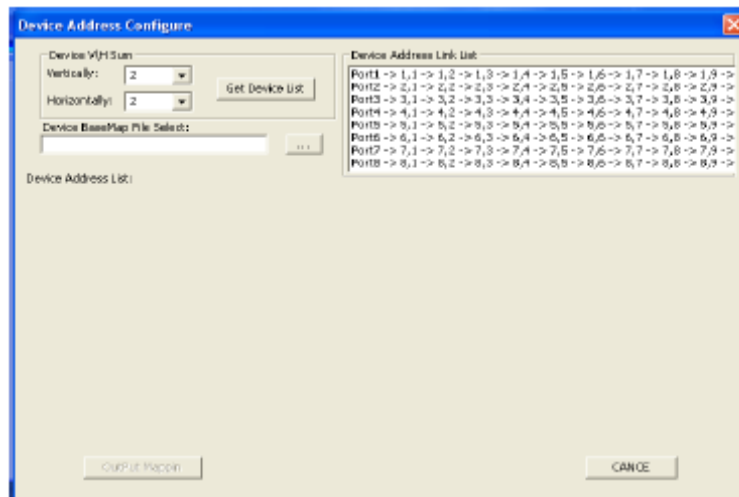 Device Address Configure
Device V\H Sum
Vertically: 2
Horizontally: 2
Get Device List
Device BaseMap File Select:
...
Device Address List:
Device Address Link List
Port1 -> 1,1 -> 1,2 -> 1,3 -> 1,4 -> 1,5 -> 1,6 -> 1,7 -> 1,8 -> 1,9 ->
Port2 -> 2,1 -> 2,2 -> 2,3 -> 2,4 -> 2,5 -> 2,6 -> 2,7 -> 2,8 -> 2,9 ->
Port3 -> 3,1 -> 3,2 -> 3,3 -> 3,4 -> 3,5 -> 3,6 -> 3,7 -> 3,8 -> 3,9 ->
Port4 -> 4,1 -> 4,2 -> 4,3 -> 4,4 -> 4,5 -> 4,6 -> 4,7 -> 4,8 -> 4,9 ->
Port5 -> 5,1 -> 5,2 -> 5,3 -> 5,4 -> 5,5 -> 5,6 -> 5,7 -> 5,8 -> 5,9 ->
Port6 -> 6,1 -> 6,2 -> 6,3 -> 6,4 -> 6,5 -> 6,6 -> 6,7 -> 6,8 -> 6,9 ->
Port7 -> 7,1 -> 7,2 -> 7,3 -> 7,4 -> 7,5 -> 7,6 -> 7,7 -> 7,8 -> 7,9 ->
Port8 -> 8,1 -> 8,2 -> 8,3 -> 8,4 -> 8,5 -> 8,6 -> 8,7 -> 8,8 -> 8,9 ->
OutPut Mappin
CANCE